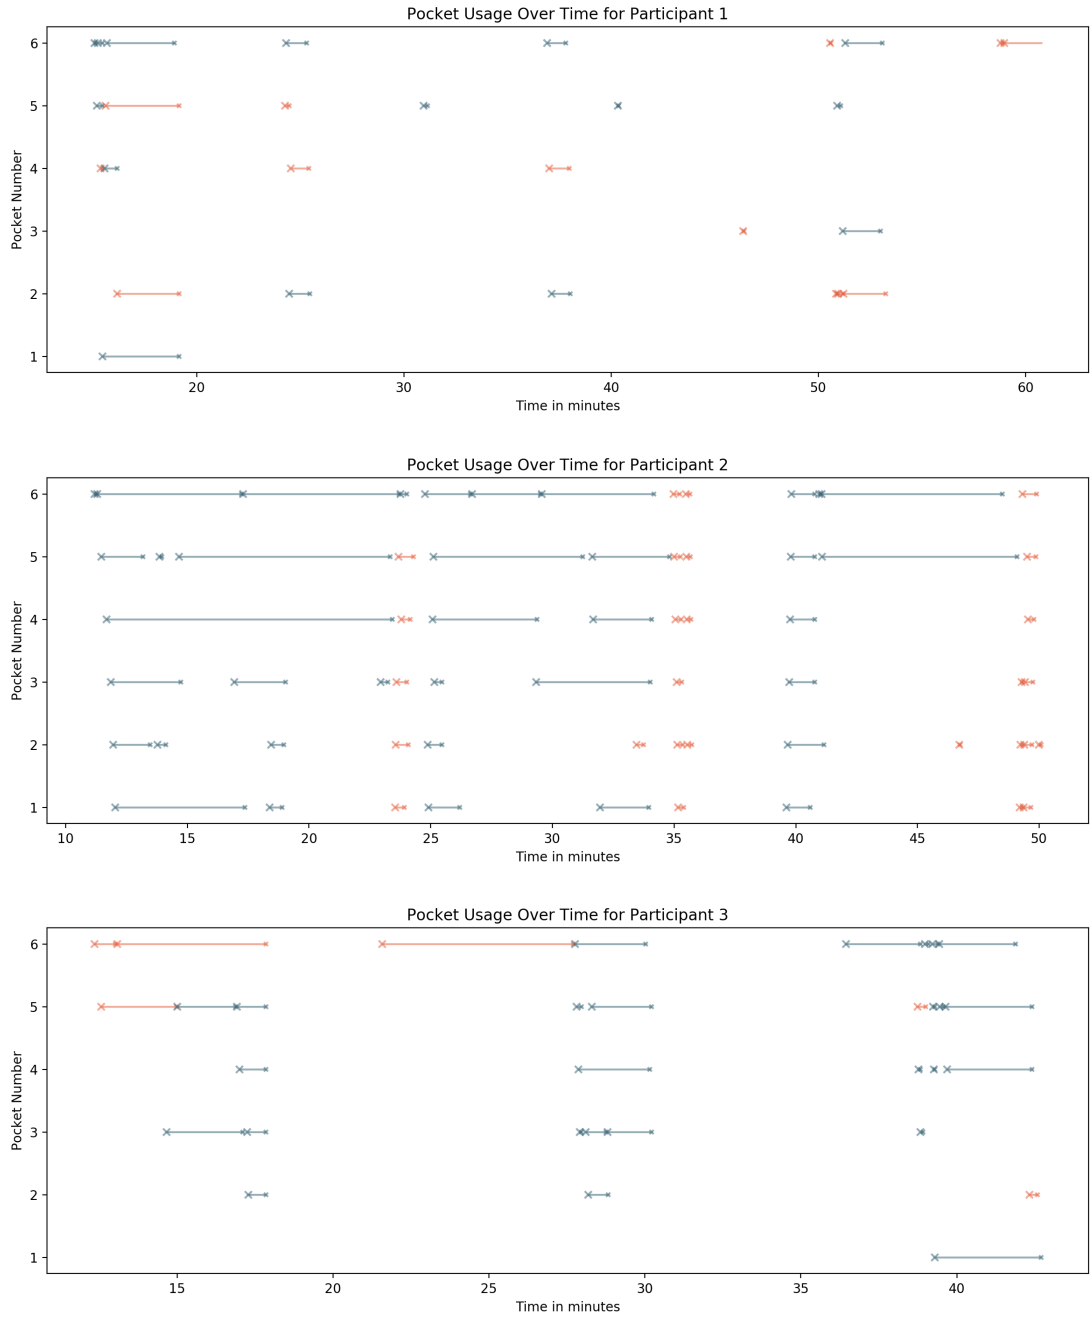 Pocket Usage Over Time for Participant 1
Pocket Number
6
5
4
3
2
1
20 30 40 50 60
Time in minutes
Pocket Usage Over Time for Participant 2
Pocket Number
6
5
4
3
2
1
10 15 20 25 30 35 40 45 50
Time in minutes
Pocket Usage Over Time for Participant 3
Pocket Number
6
5
4
3
2
1
15 20 25 30 35 40
Time in minutes